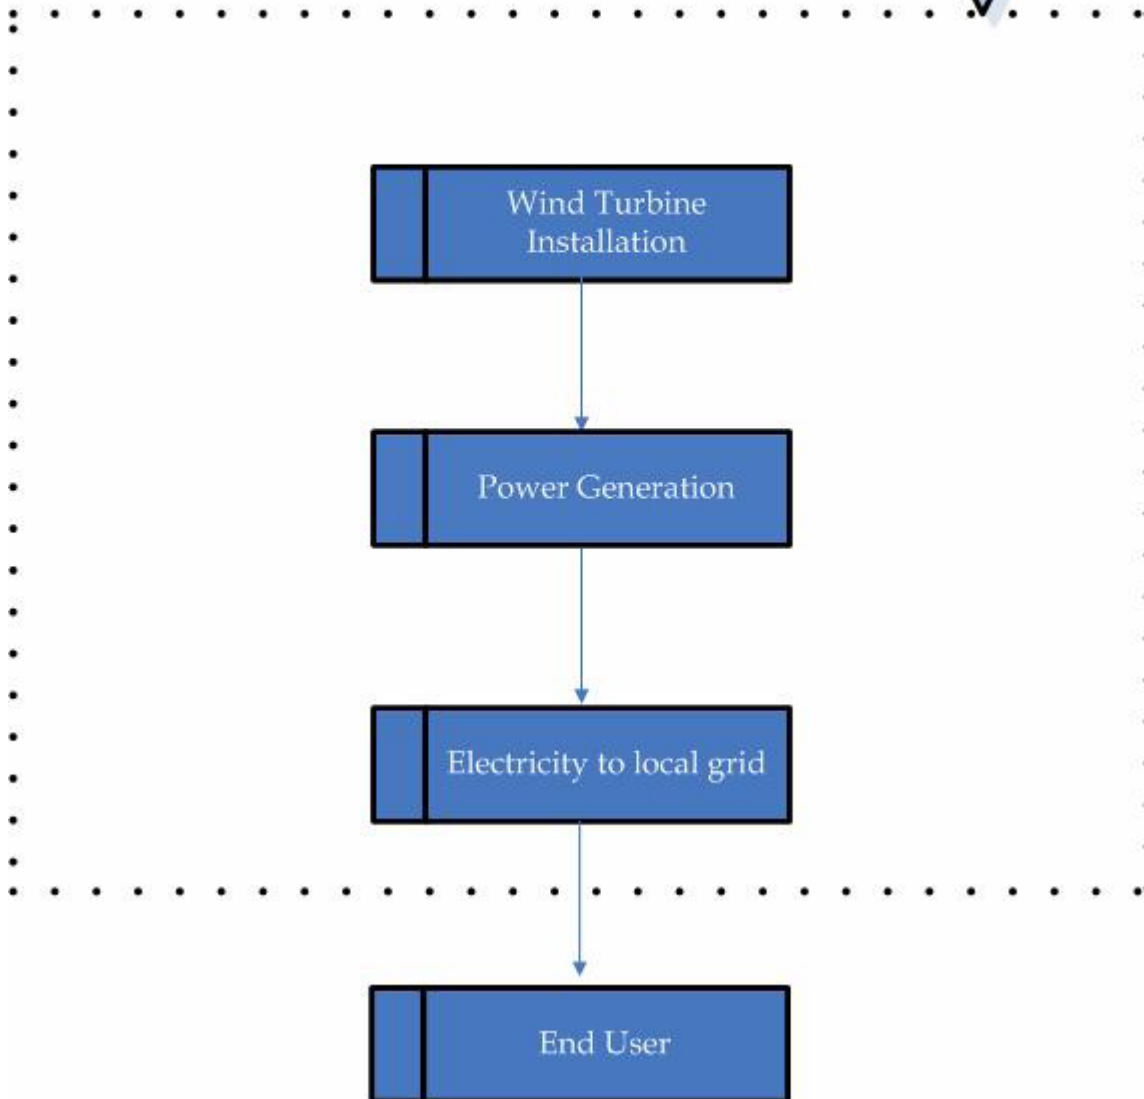 Wind Turbine
Installation
Power Generation
Electricity to local grid
End User